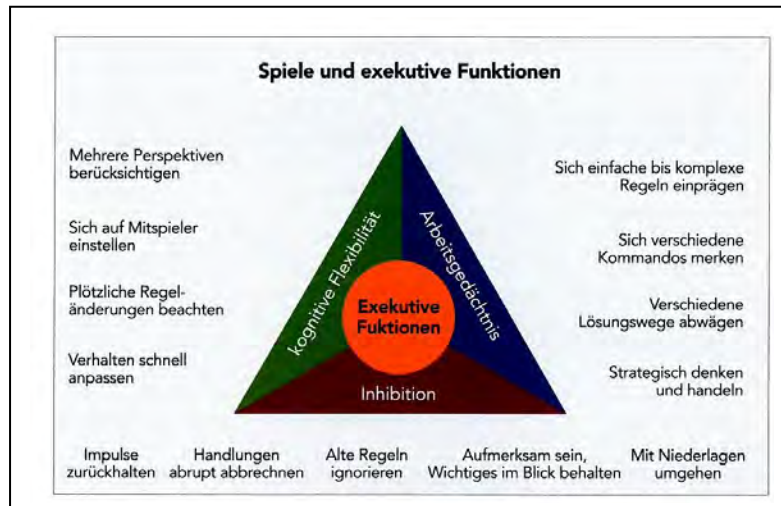 Spiele und exekutive Funktionen
Mehrere Perspektiven
berücksichtigen
Sich auf Mitspieler
einstellen
Plötzliche Regel-
änderungen beachten
Verhalten schnell
anpassen
kognitive Flexibilität
Arbeitsgedächtnis
Exekutive
Fuktionen
Inhibition
Sich einfache bis komplexe
Regeln einprägen
Sich verschiedene
Kommandos merken
Verschiedene
Lösungswege abwägen
Strategisch denken
und handeln
Impulse
zurückhalten
Handlungen
abrupt abbrechnen
Alte Regeln
ignorieren
Aufmerksam sein,
Wichtiges im Blick behalten
Mit Niederlagen
umgehen